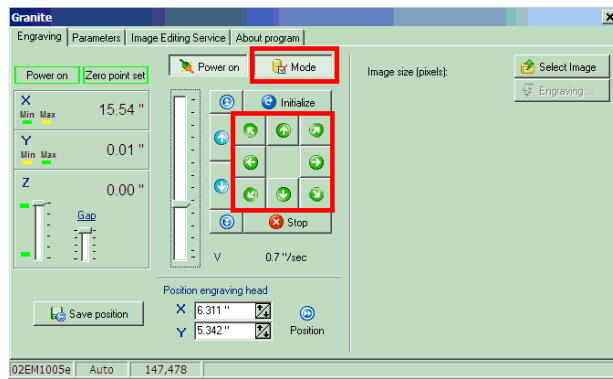 Granite
Engraving Parameters Image Editing Service About program
Power on Zero point set
Power on Mode
Image size (pixels):
Select Image
Engraving ...
X
Min Max
15.54 "
Y
Min Max
0.01 "
Z
0.00 "
Gap
Initialize
Stop
V 0.7 "/sec
Save position
Position engraving head
X 6.311 "
Y 5.342 "
Position
02EM1005e Auto 147,478